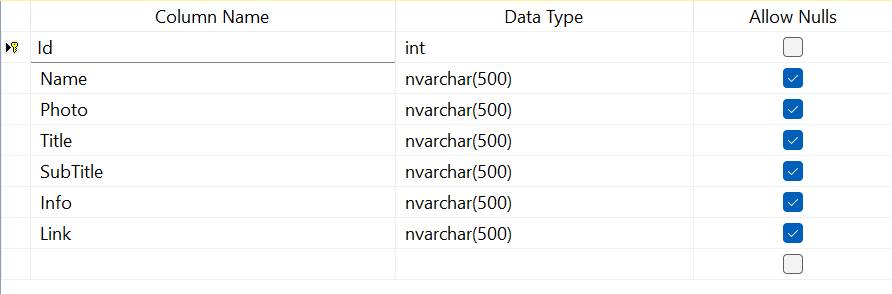 Column Name Data Type Allow Nulls
Id int
Name nvarchar(500)
Photo nvarchar(500)
Title nvarchar(500)
SubTitle nvarchar(500)
Info nvarchar(500)
Link nvarchar(500)